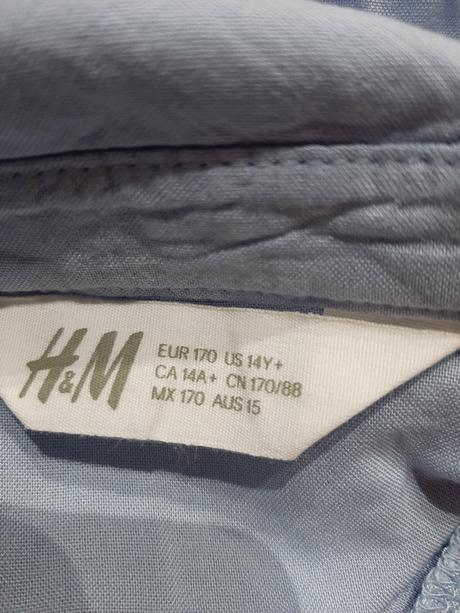 H&M
EUR 170 US 14Y+
CA 14A+ CN 170/88
MX 170 AUS 15